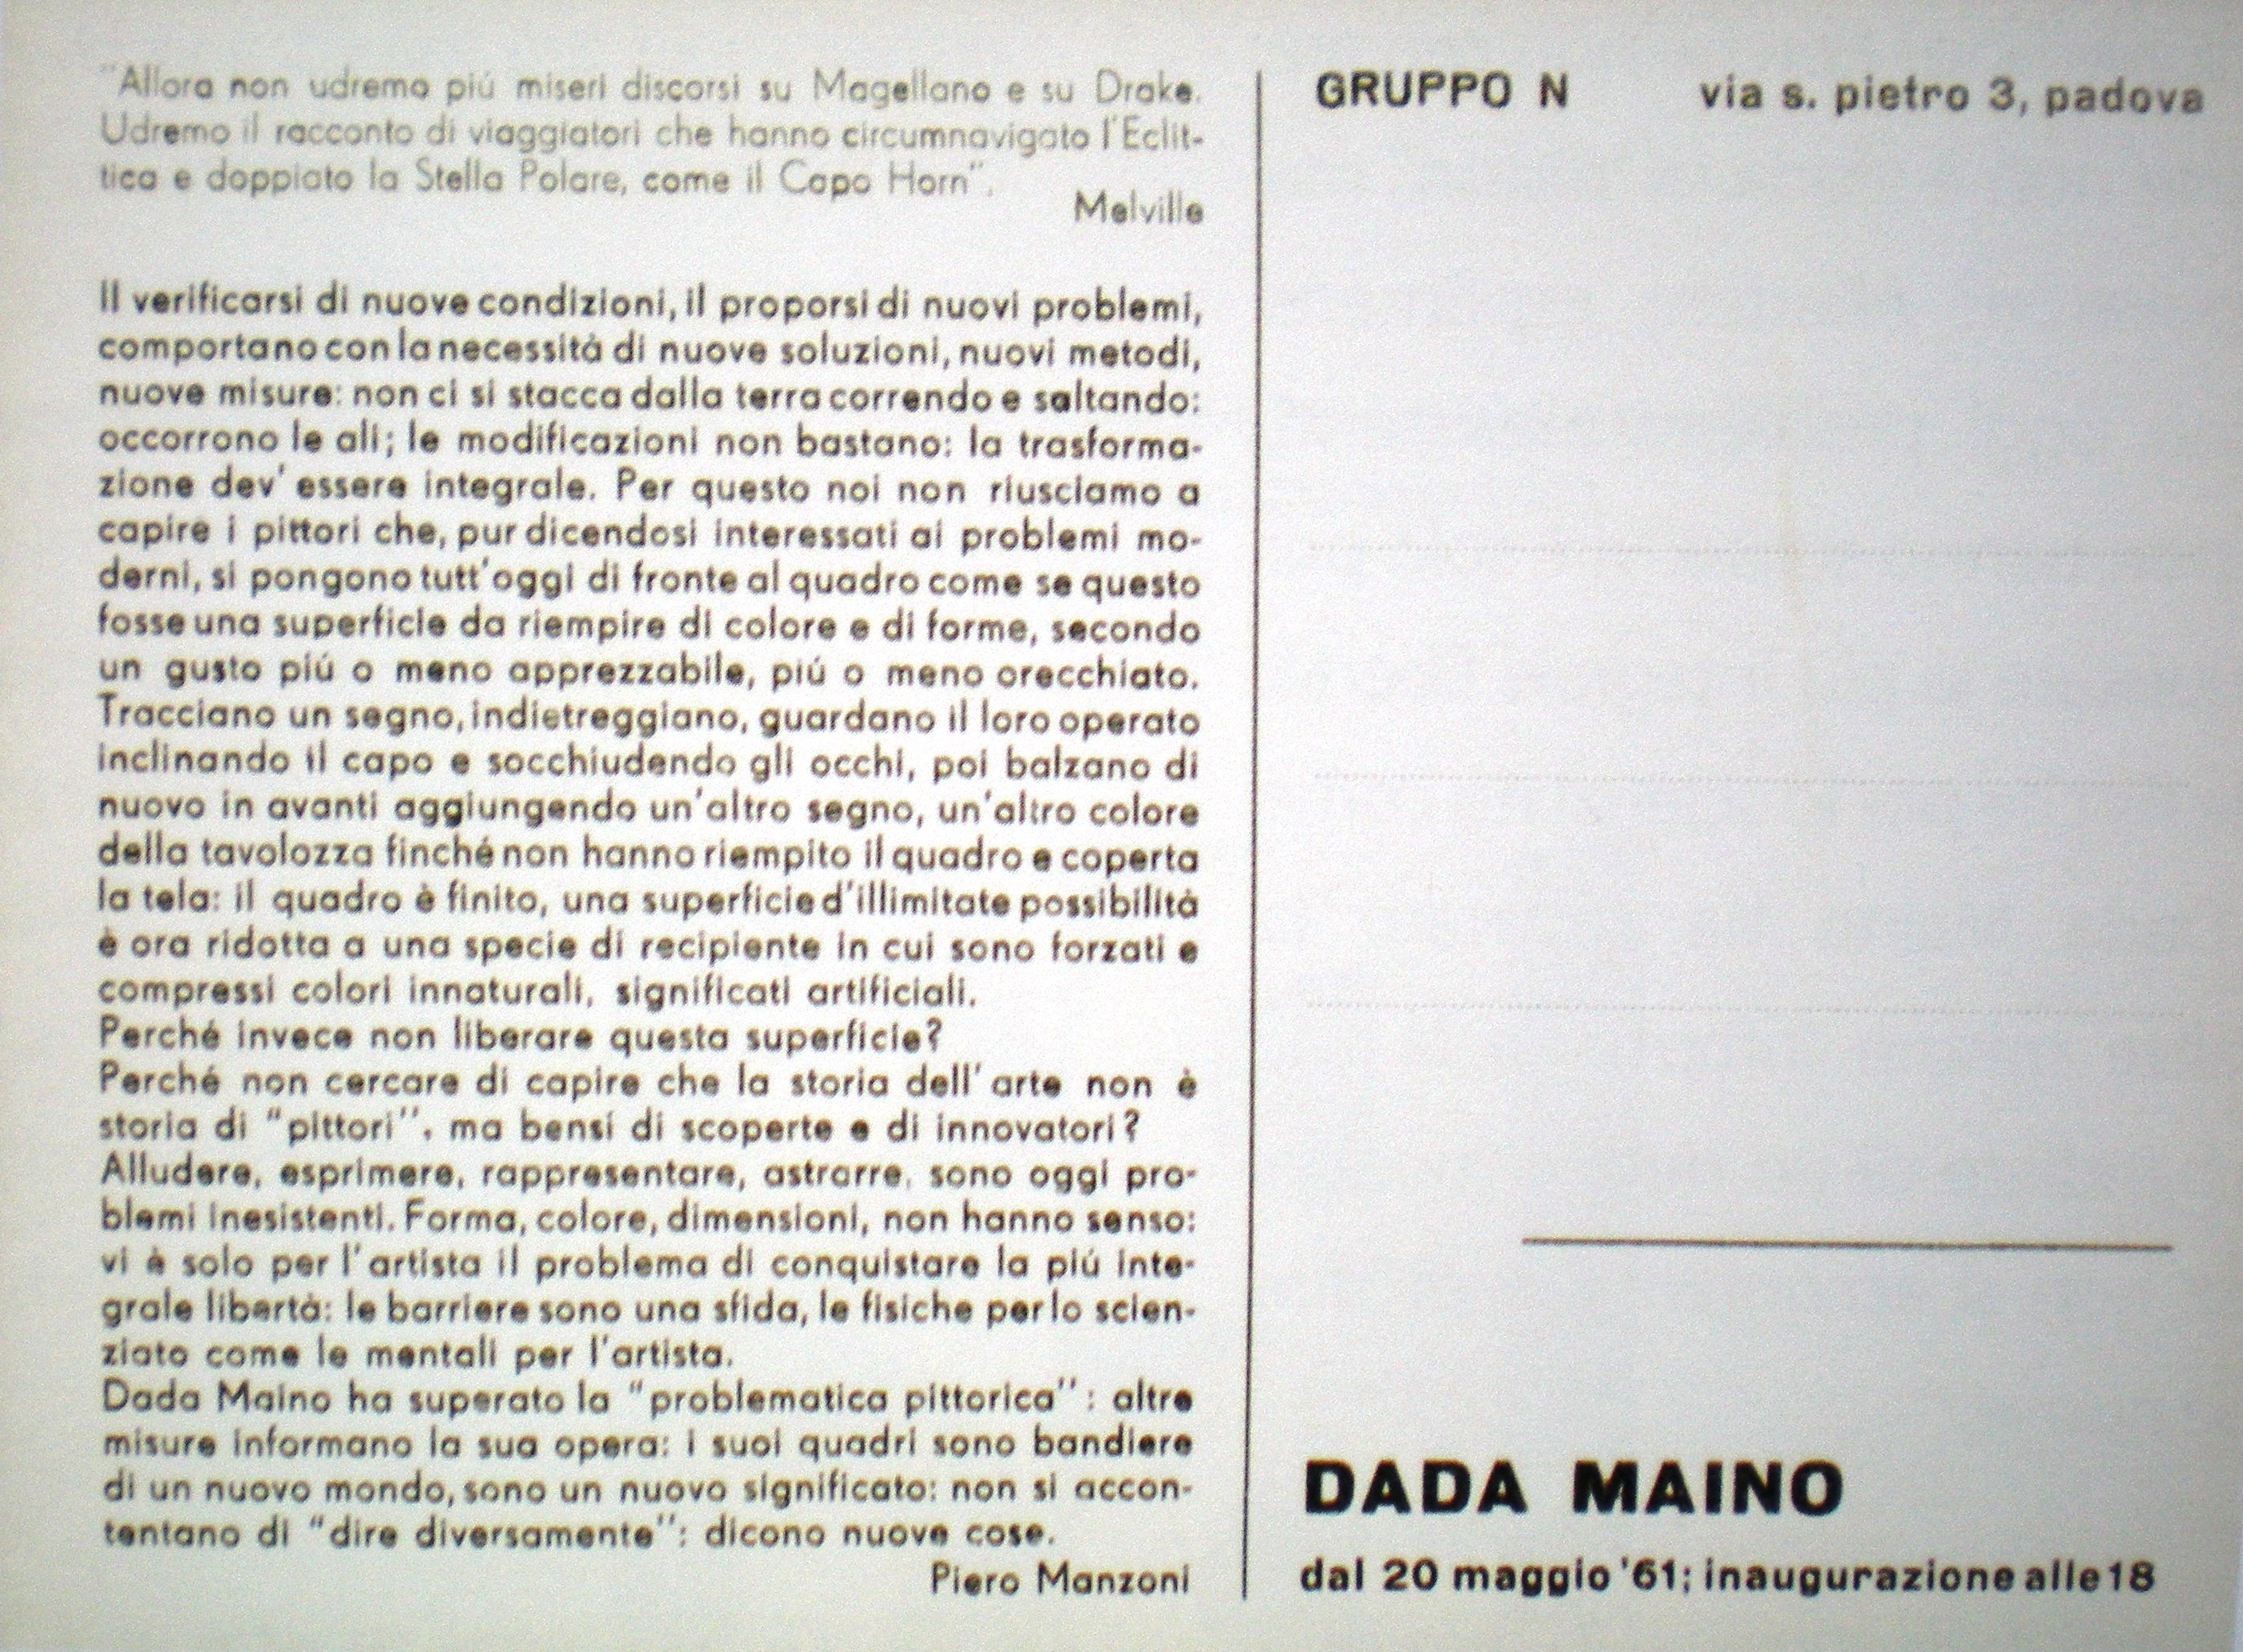 "Allora non udremo piú miseri discorsi su Magellano e su Drake.
Udremo il racconto di viaggiatori che hanno circumnavigato l'Eclit-
tica e doppiato la Stella Polare, come il Capo Horn".
Melville
Il verificarsi di nuove condizioni, il proporsi di nuovi problemi,
comportano con la necessità di nuove soluzioni, nuovi metodi,
nuove misure: non ci si stacca dalla terra correndo e saltando:
occorrono le ali; le modificazioni non bastano: la trasforma-
zione dev' essere integrale. Per questo noi non riusciamo a
capire i pittori che, pur dicendosi interessati ai problemi mo-
derni, si pongono tutt'oggi di fronte al quadro come se questo
fosse una superficie da riempire di colore e di forme, secondo
un gusto piú o meno apprezzabile, piú o meno orecchiato.
Tracciano un segno, indietreggiano, guardano il loro operato
inclinando il capo e socchiudendo gli occhi, poi balzano di
nuovo in avanti aggiungendo un'altro segno, un'altro colore
della tavolozza finché non hanno riempito il quadro e coperta
la tela: il quadro è finito, una superficie d'illimitate possibilità
è ora ridotta a una specie di recipiente in cui sono forzati e
compressi colori innaturali, significati artificiali.
Perché invece non liberare questa superficie?
Perché non cercare di capire che la storia dell' arte non è
storia di "pittori", ma bensí di scoperte e di innovatori?
Alludere, esprimere, rappresentare, astrarre, sono oggi pro-
blemi inesistenti. Forma, colore, dimensioni, non hanno senso:
vi è solo per l' artista il problema di conquistare la piú inte-
grale libertà: le barriere sono una sfida, le fisiche per lo scien-
ziato come le mentali per l'artista.
Dada Maino ha superato la "problematica pittorica": altre
misure informano la sua opera: i suoi quadri sono bandiere
di un nuovo mondo, sono un nuovo significato: non si accon-
tentano di "dire diversamente": dicono nuove cose.
Piero Manzoni
GRUPPO N via s. pietro 3, padova
DADA MAINO
dal 20 maggio '61; inaugurazione alle 18